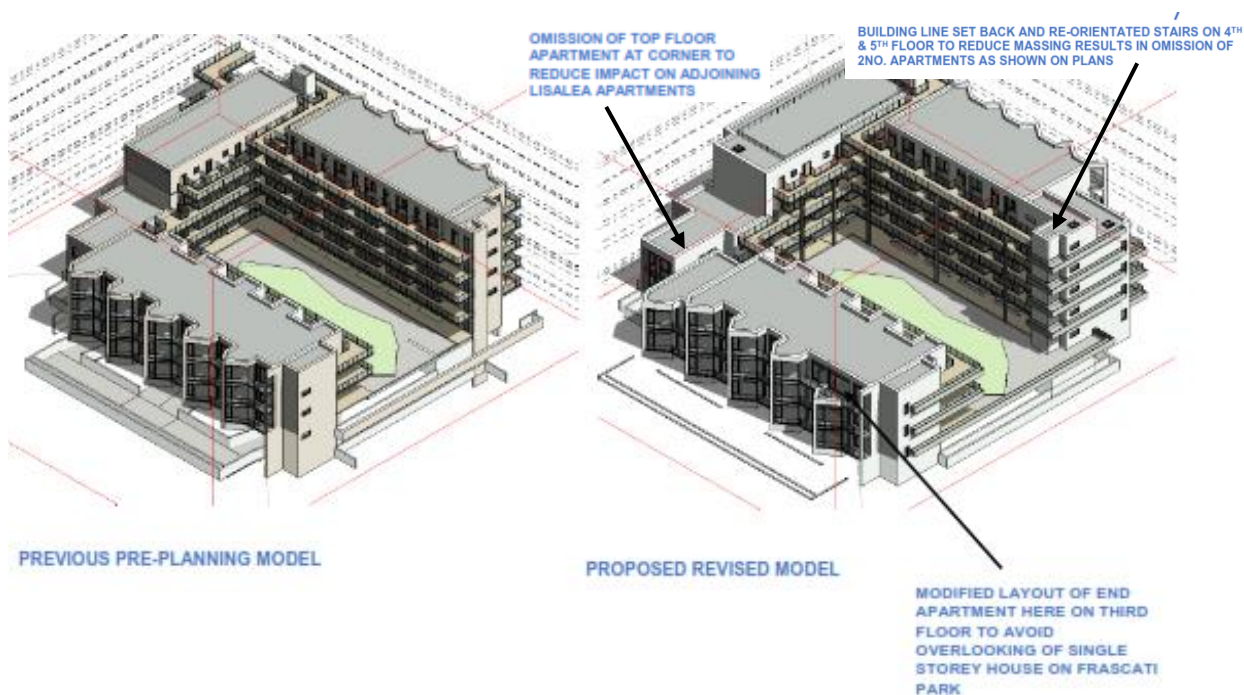 OMISSION OF TOP FLOOR
APARTMENT AT CORNER TO
REDUCE IMPACT ON ADJOINING
LISALEA APARTMENTS
BUILDING LINE SET BACK AND RE-ORIENTATED STAIRS ON 4TH
& 5TH FLOOR TO REDUCE MASSING RESULTS IN OMISSION OF
2NO. APARTMENTS AS SHOWN ON PLANS
PREVIOUS PRE-PLANNING MODEL
PROPOSED REVISED MODEL
MODIFIED LAYOUT OF END
APARTMENT HERE ON THIRD
FLOOR TO AVOID
OVERLOOKING OF SINGLE
STOREY HOUSE ON FRASCATI
PARK